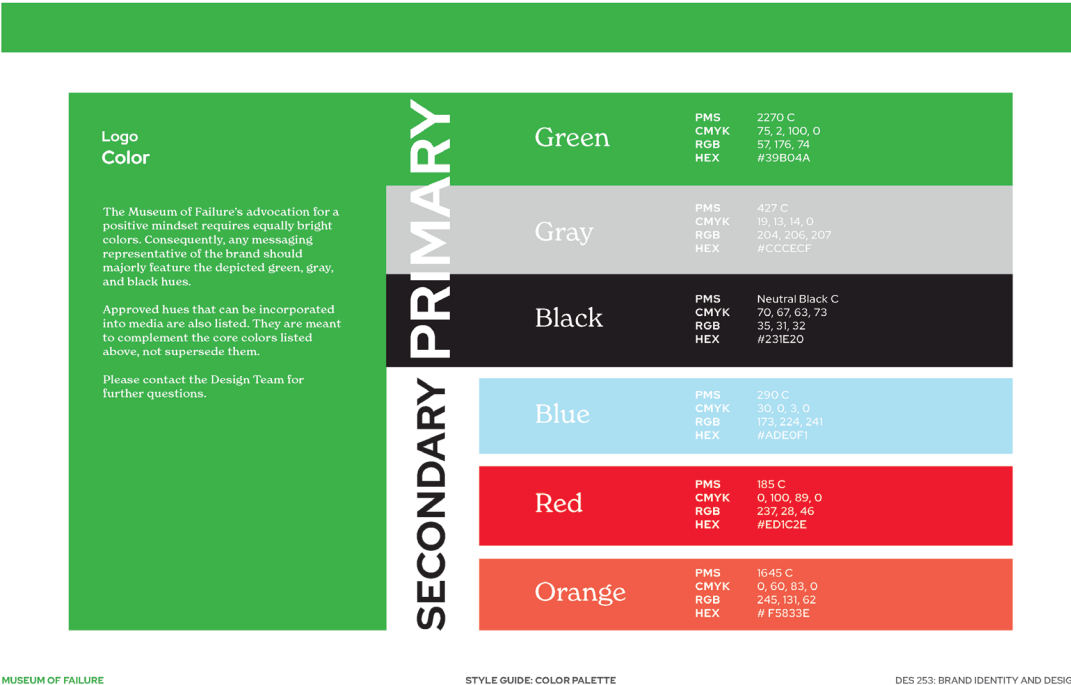 Logo
Color
The Museum of Failure's advocation for a
positive mindset requires equally bright
colors. Consequently, any messaging
representative of the brand should
majorly feature the depicted green, gray,
and black hues.
Approved hues that can be incorporated
into media are also listed. They are meant
to complement the core colors listed
above, not supersede them.
Please contact the Design Team for
further questions.
PRIMARY
Green
PMS 2270 C
CMYK 75, 2, 100, 0
RGB 57, 176, 74
HEX #39B04A
Gray
PMS 427 C
CMYK 19, 13, 14, 0
RGB 204, 206, 207
HEX #CCCECF
Black
PMS Neutral Black C
CMYK 70, 67, 63, 73
RGB 35, 31, 32
HEX #231E20
SECONDARY
Blue
PMS 290 C
CMYK 30, 0, 3, 0
RGB 173, 224, 241
HEX #ADE0F1
Red
PMS 185 C
CMYK 0, 100, 89, 0
RGB 237, 28, 46
HEX #ED1C2E
Orange
PMS 1645 C
CMYK 0, 60, 83, 0
RGB 245, 131, 62
HEX # F5833E
MUSEUM OF FAILURE
STYLE GUIDE: COLOR PALETTE
DES 253: BRAND IDENTITY AND DESIG